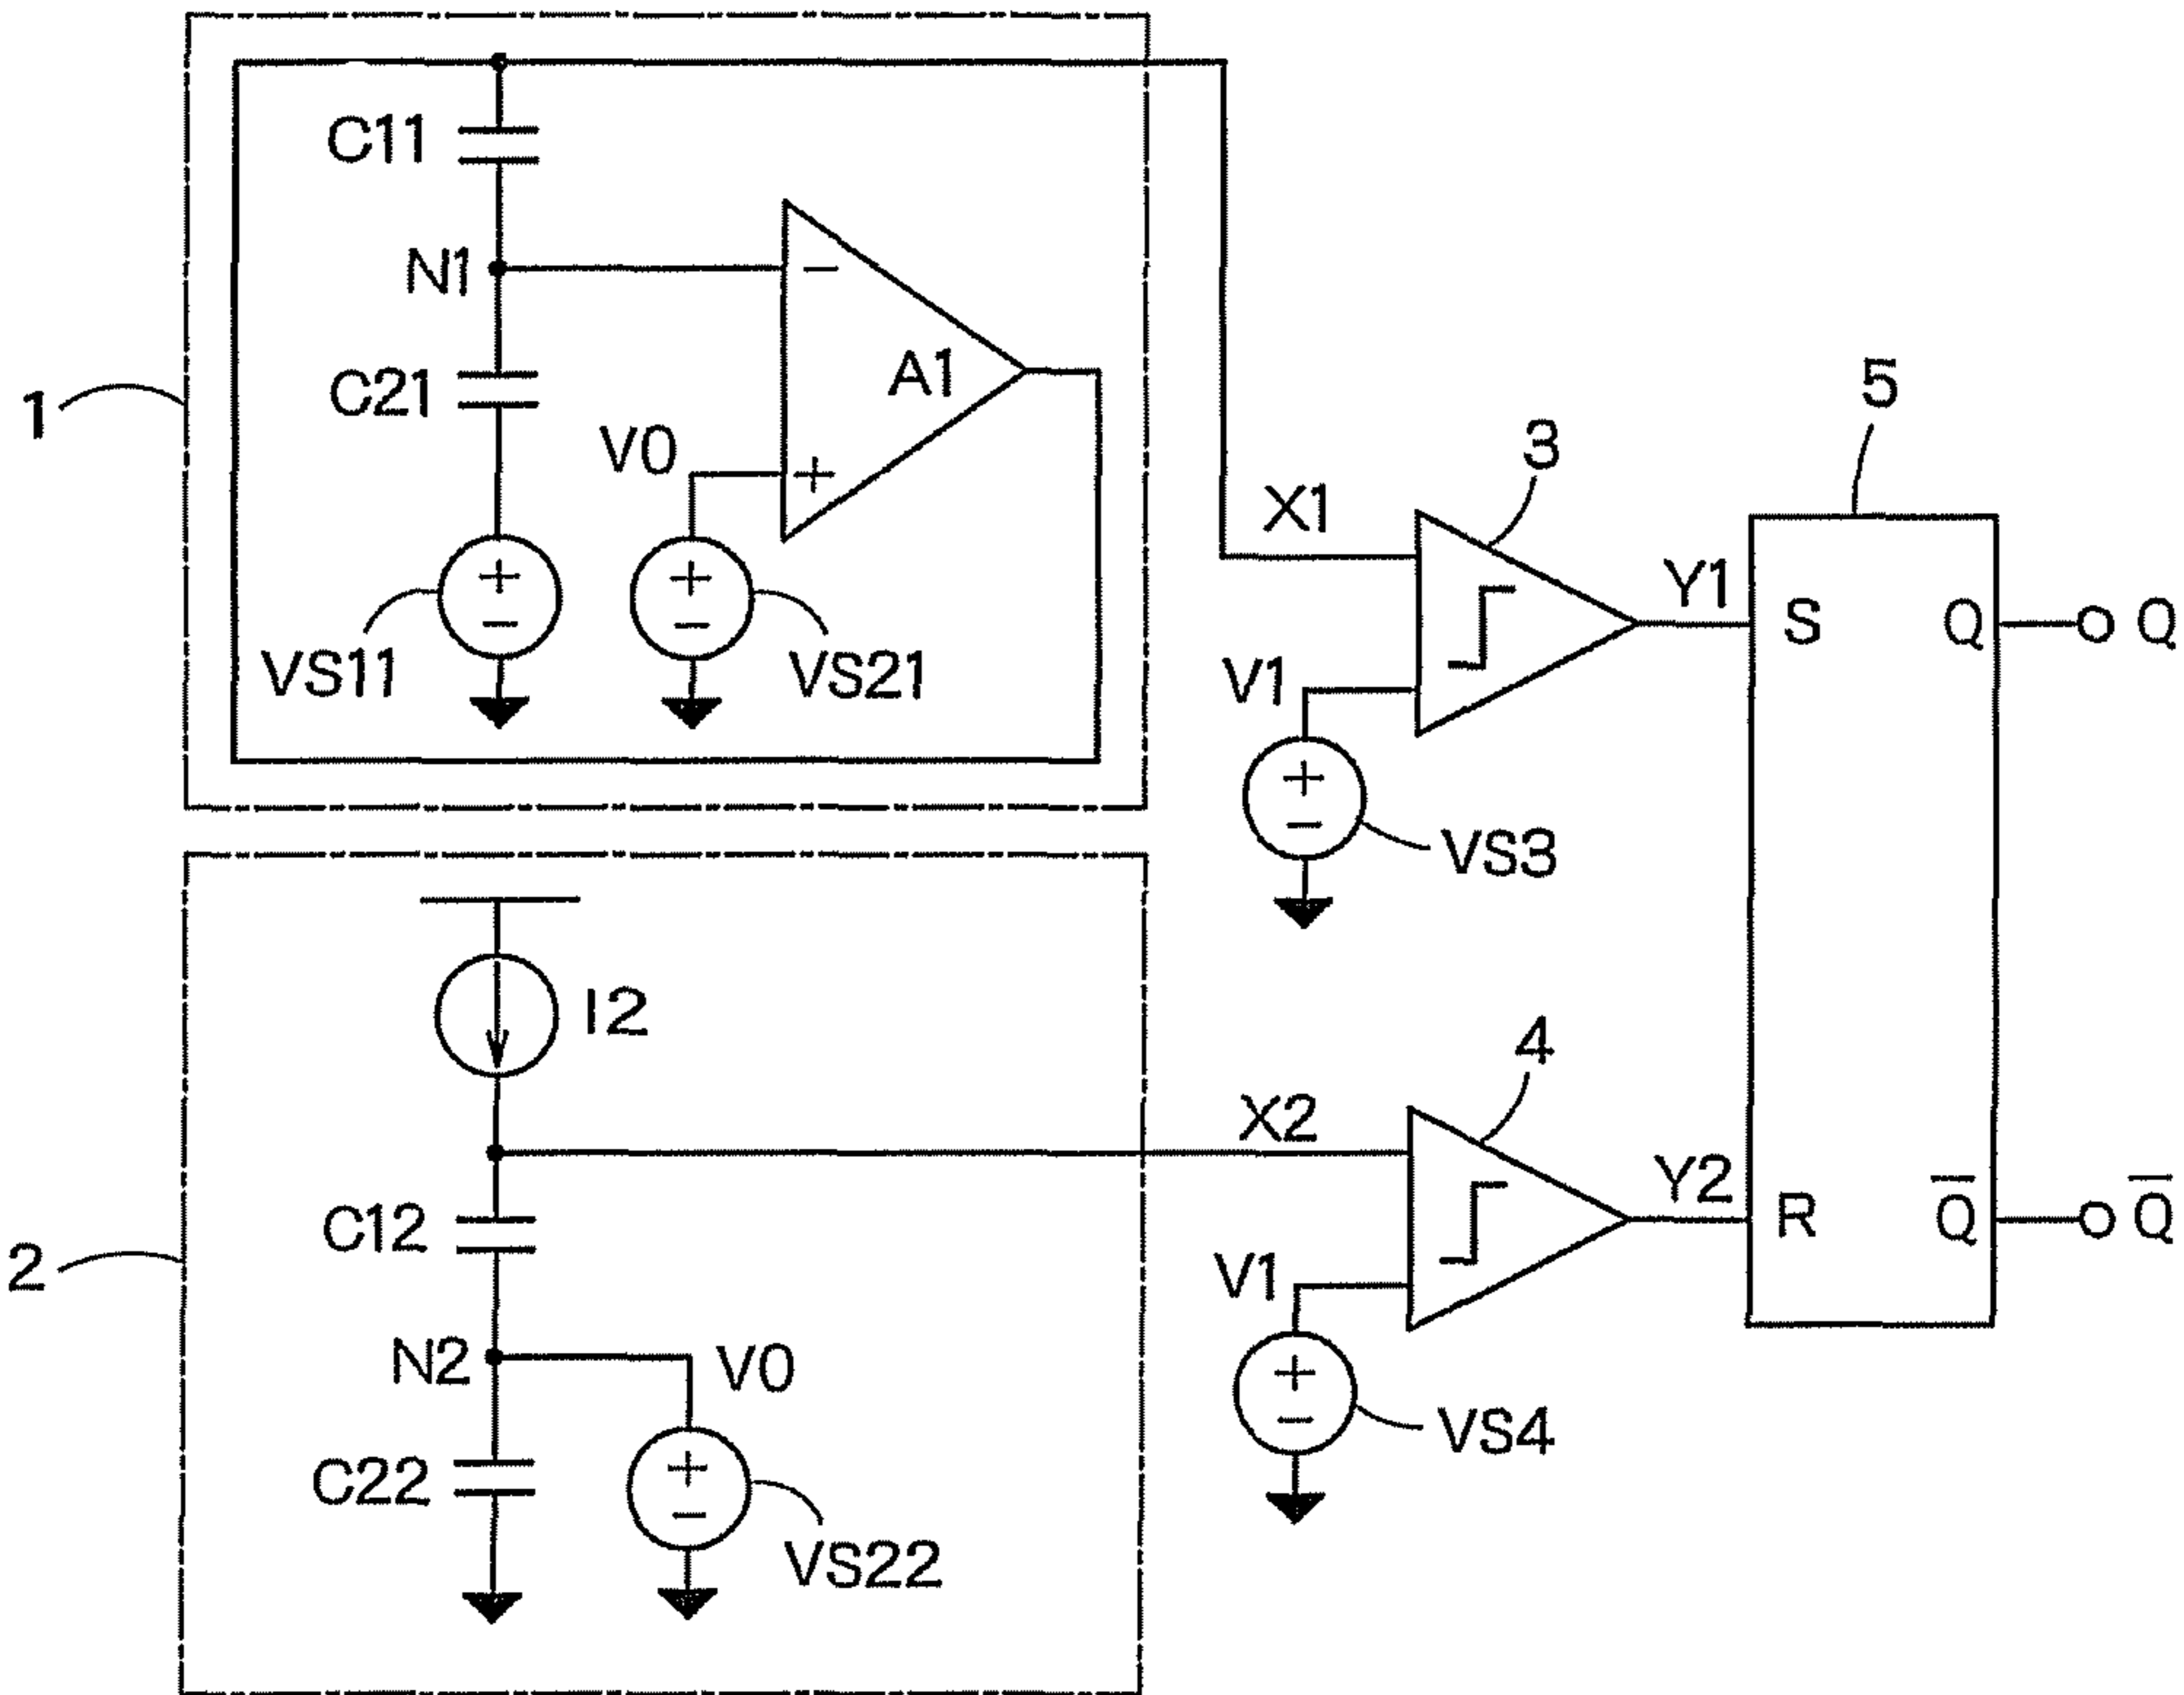 C11
N1
C21
A1
V0
VS11
VS21
1
X1
3
5
V1
Y1
S
Q
Q
VS3
I2
X2
4
C12
V1
Y2
R
Q̅
Q̅
2
N2
V0
VS4
C22
VS22